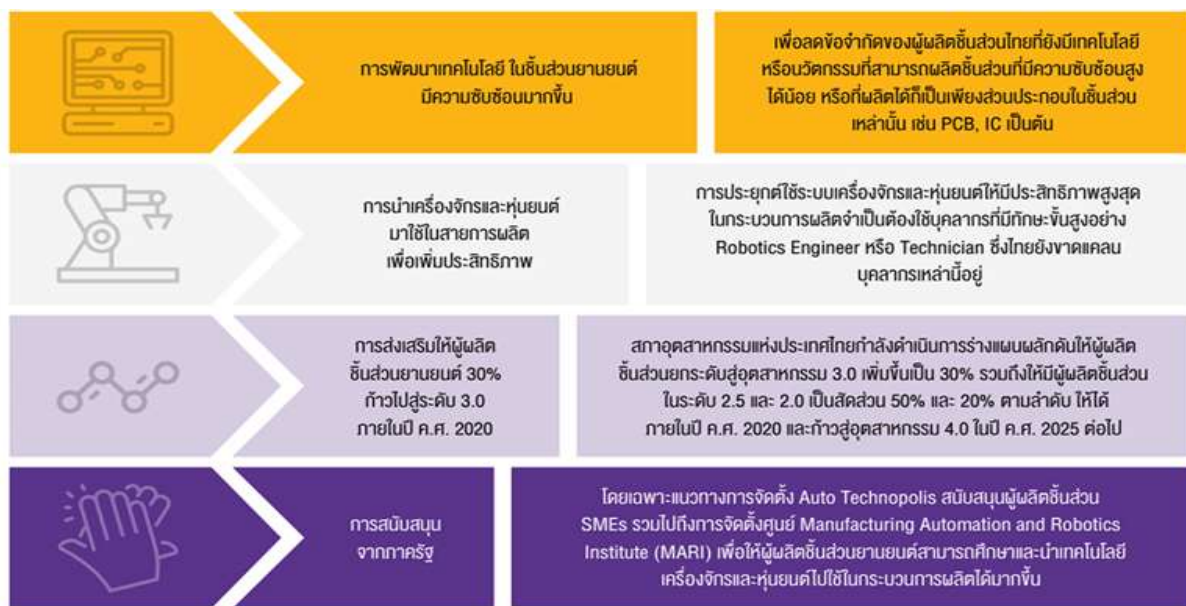 การพัฒนาเทคโนโลยี ในชิ้นส่วนยานยนต์
มีความซับซ้อนมากขึ้น
เพื่อลดข้อจำกัดของผู้ผลิตชิ้นส่วนไทยที่ยังมีเทคโนโลยี
หรือนวัตกรรมที่สามารถผลิตชิ้นส่วนที่มีความซับซ้อนสูง
ได้น้อย หรือที่ผลิตได้ก็เป็นเพียงส่วนประกอบในชิ้นส่วน
เหล่านั้น เช่น PCB, IC เป็นต้น
การนำเครื่องจักรและหุ่นยนต์
มาใช้ในสายการผลิต
เพื่อเพิ่มประสิทธิภาพ
การประยุกต์ใช้ระบบเครื่องจักรและหุ่นยนต์ให้มีประสิทธิภาพสูงสุด
ในกระบวนการผลิตจำเป็นต้องใช้บุคลากรที่มีทักษะขั้นสูงอย่าง
Robotics Engineer หรือ Technician ซึ่งไทยยังขาดแคลน
บุคลากรเหล่านี้อยู่
การส่งเสริมให้ผู้ผลิต
ชิ้นส่วนยานยนต์ 30%
ก้าวไปสู่ระดับ 3.0
ภายในปี ค.ศ. 2020
สภาอุตสาหกรรมแห่งประเทศไทยกำลังดำเนินการร่างแผนผลักดันให้ผู้ผลิต
ชิ้นส่วนยกระดับสู่อุตสาหกรรม 3.0 เพิ่มขึ้นเป็น 30% รวมถึงให้มีผู้ผลิตชิ้นส่วน
ในระดับ 2.5 และ 2.0 เป็นสัดส่วน 50% และ 20% ตามลำดับ ให้ได้
ภายในปี ค.ศ. 2020 และก้าวสู่อุตสาหกรรม 4.0 ในปี ค.ศ. 2025 ต่อไป
การสนับสนุน
จากภาครัฐ
โดยเฉพาะแนวทางการจัดตั้ง Auto Technopolis สนับสนุนผู้ผลิตชิ้นส่วน
SMEs รวมไปถึงการจัดตั้งศูนย์ Manufacturing Automation and Robotics
Institute (MARI) เพื่อให้ผู้ผลิตชิ้นส่วนยานยนต์สามารถศึกษาและนำเทคโนโลยี
เครื่องจักรและหุ่นยนต์ไปใช้ในกระบวนการผลิตได้มากขึ้น